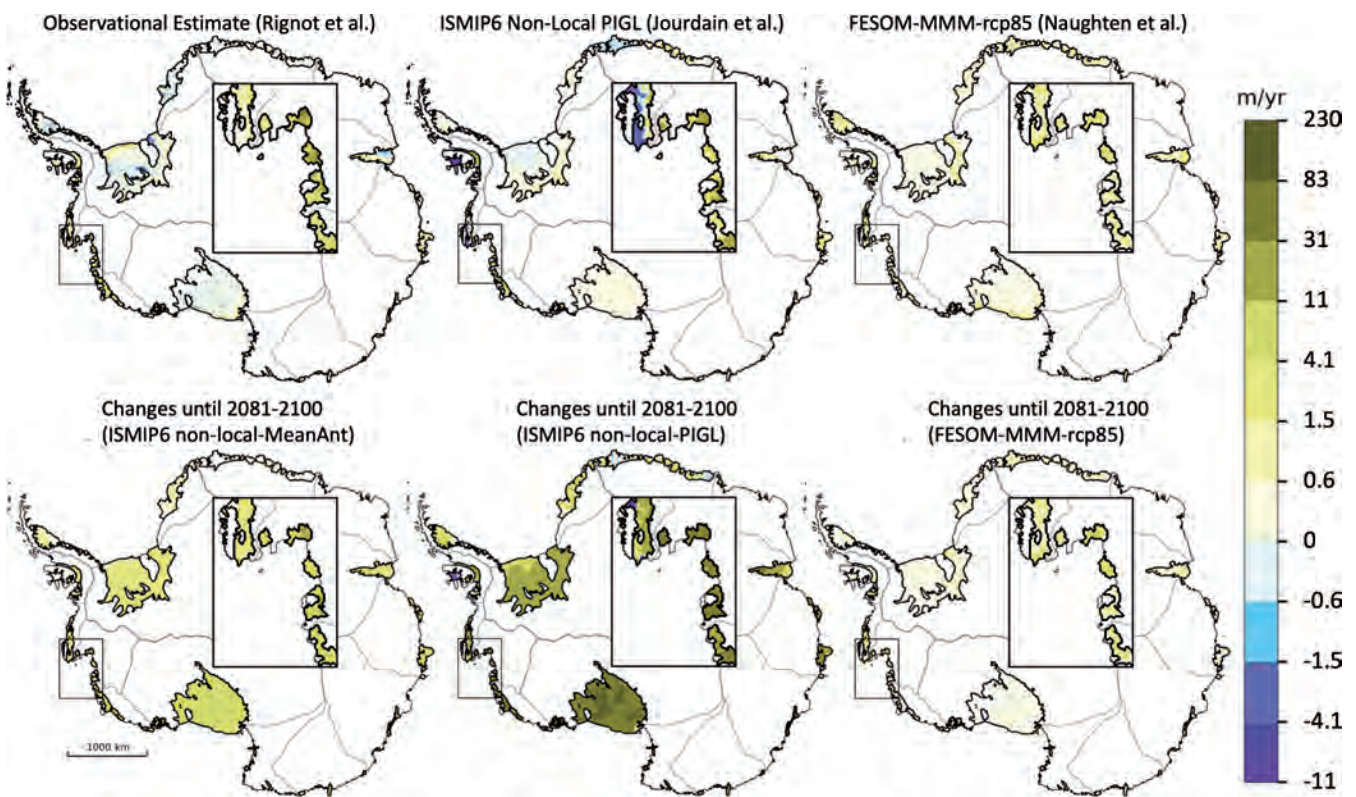 Observational Estimate (Rignot et al.)
ISMIP6 Non-Local PIGL (Jourdain et al.)
FESOM-MMM-rcp85 (Naughten et al.)
m/yr
230
83
31
11
4.1
1.5
0.6
0
-0.6
-1.5
-4.1
-11
Changes until 2081-2100
(ISMIP6 non-local-MeanAnt)
Changes until 2081-2100
(ISMIP6 non-local-PIGL)
Changes until 2081-2100
(FESOM-MMM-rcp85)
1000 km